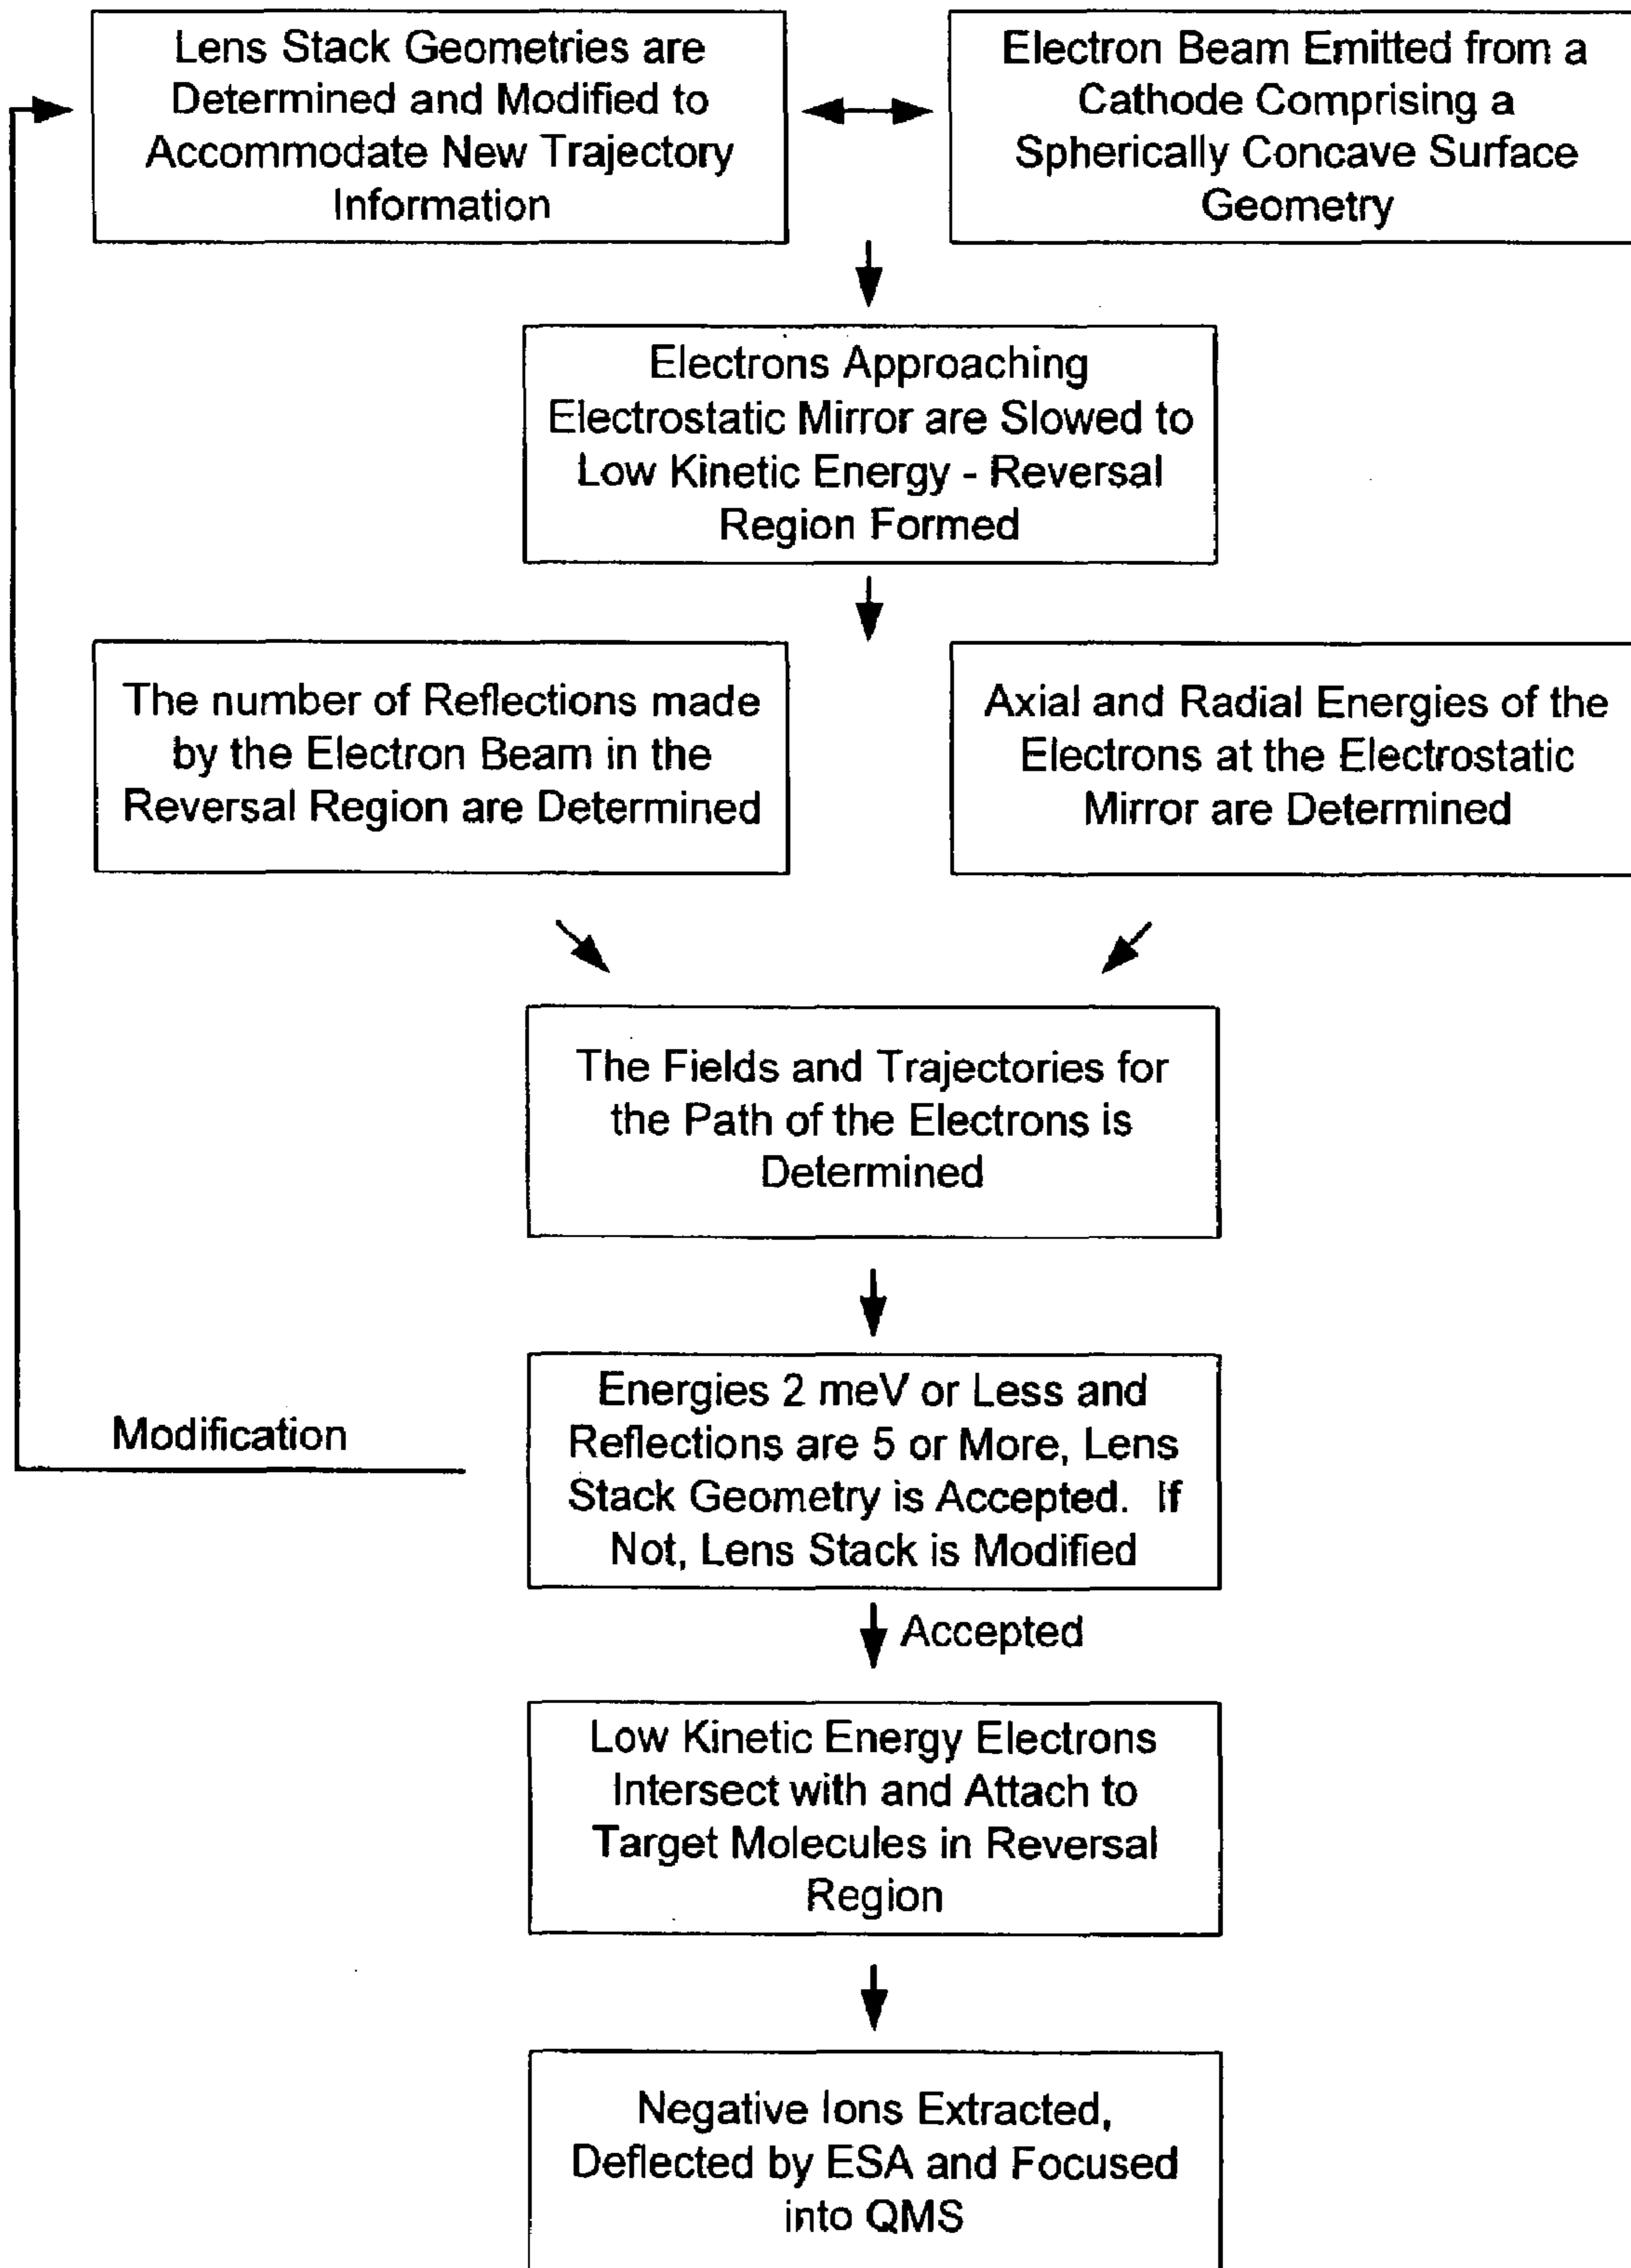 Lens Stack Geometries are
Determined and Modified to
Accommodate New Trajectory
Information
Electron Beam Emitted from a
Cathode Comprising a
Spherically Concave Surface
Geometry
Electrons Approaching
Electrostatic Mirror are Slowed to
Low Kinetic Energy - Reversal
Region Formed
The number of Reflections made
by the Electron Beam in the
Reversal Region are Determined
Axial and Radial Energies of the
Electrons at the Electrostatic
Mirror are Determined
The Fields and Trajectories for
the Path of the Electrons is
Determined
Energies 2 meV or Less and
Reflections are 5 or More, Lens
Stack Geometry is Accepted. If
Not, Lens Stack is Modified
Modification
Accepted
Low Kinetic Energy Electrons
Intersect with and Attach to
Target Molecules in Reversal
Region
Negative Ions Extracted,
Deflected by ESA and Focused
into QMS